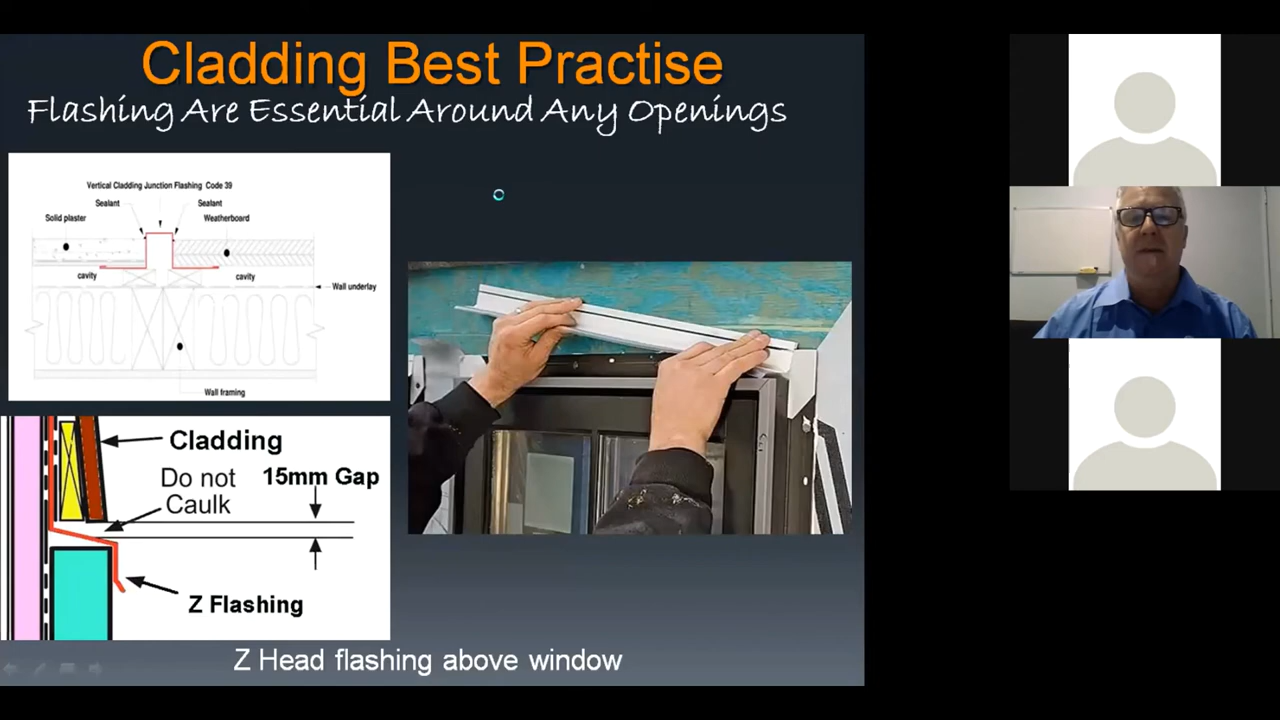 Cladding Best Practise
Flashing Are Essential Around Any Openings
Vertical Cladding Junction Flashing Code 39
Sealant
Sealant
Solid plaster
Weatherboard
cavity
cavity
Wall underlay
Wall framing
Cladding
Do not
Caulk
15mm Gap
Z Flashing
Z Head flashing above window